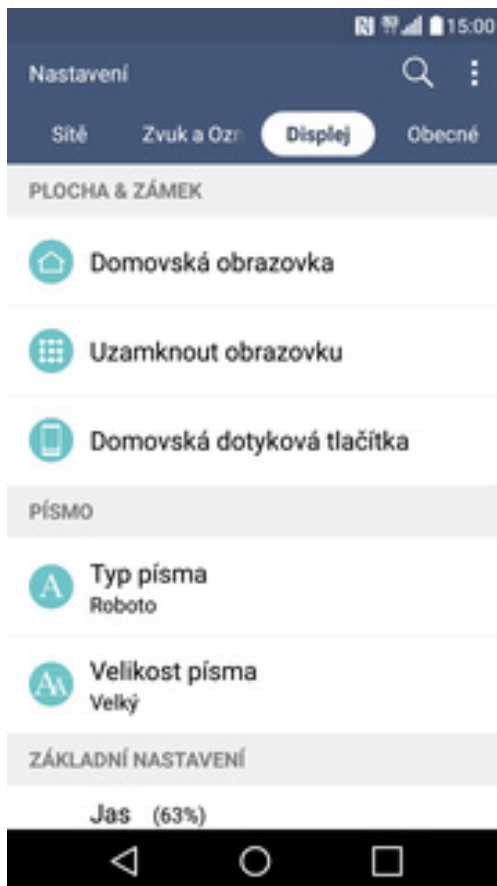 15:00
Nastavení
Sítě Zvuk a Ozn Displej Obecné
PLOCHA & ZÁMEK
Domovská obrazovka
Uzamknout obrazovku
Domovská dotyková tlačítka
PÍSMO
Typ písma
Roboto
Velikost písma
Velký
ZÁKLADNÍ NASTAVENÍ
Jas (63%)